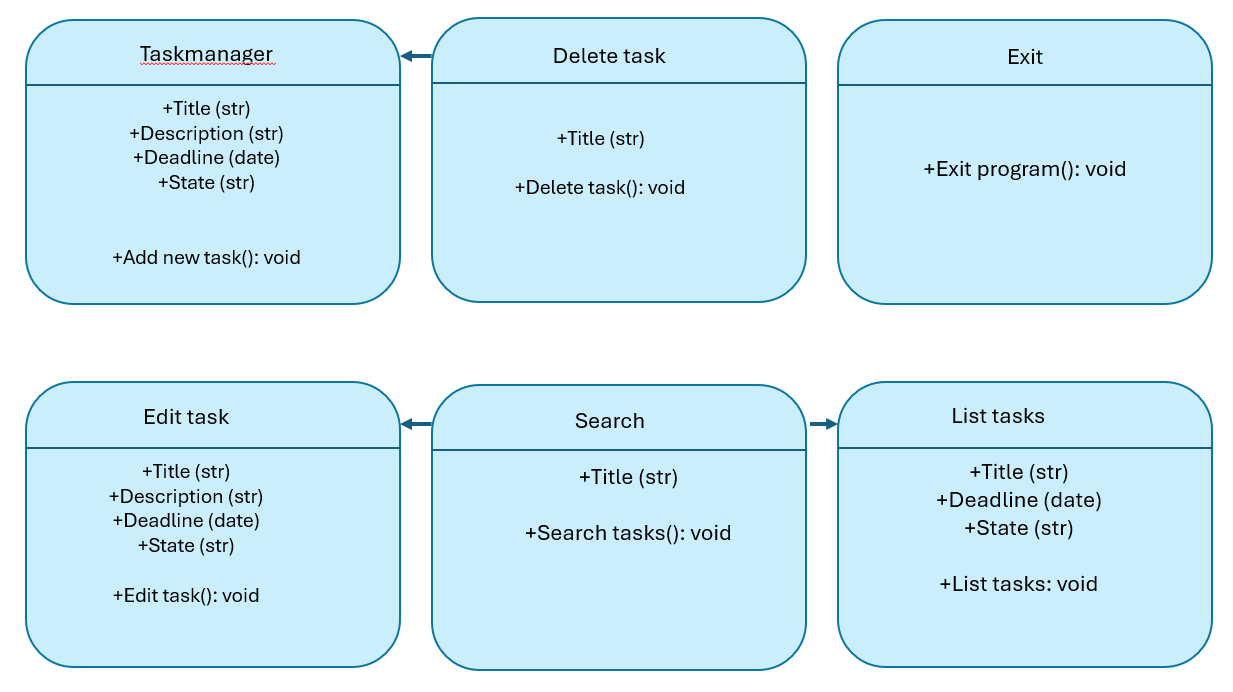 Taskmanager
+Title (str)
+Description (str)
+Deadline (date)
+State (str)
+Add new task(): void
Delete task
+Title (str)
+Delete task(): void
Exit
+Exit program(): void
Edit task
+Title (str)
+Description (str)
+Deadline (date)
+State (str)
+Edit task(): void
Search
+Title (str)
+Search tasks(): void
List tasks
+Title (str)
+Deadline (date)
+State (str)
+List tasks: void